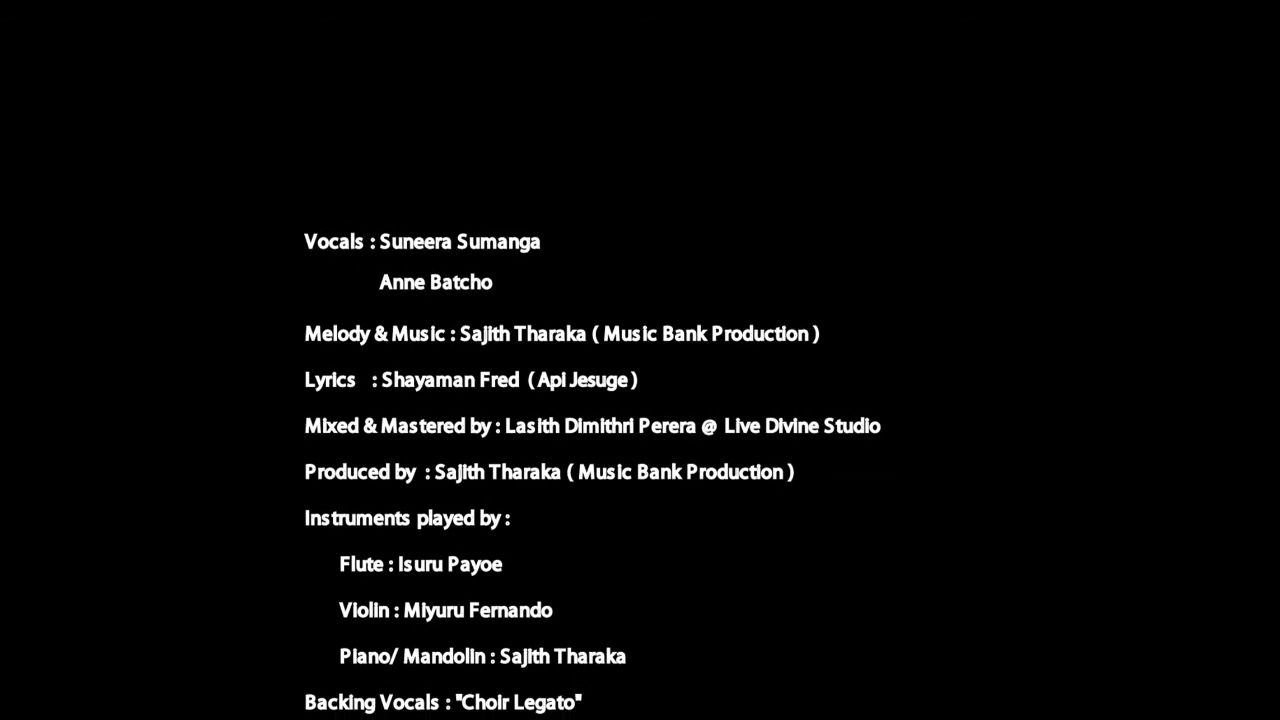 Vocals : Suneera Sumanga
Anne Batcho
Melody & Music : Sajith Tharaka ( Music Bank Production )
Lyrics : Shayaman Fred ( Api Jesuge )
Mixed & Mastered by : Lasith Dimithri Perera @ Live Divine Studio
Produced by : Sajith Tharaka ( Music Bank Production )
Instruments played by :
Flute : Isuru Payoe
Violin : Miyuru Fernando
Piano/ Mandolin : Sajith Tharaka
Backing Vocals : "Choir Legato"